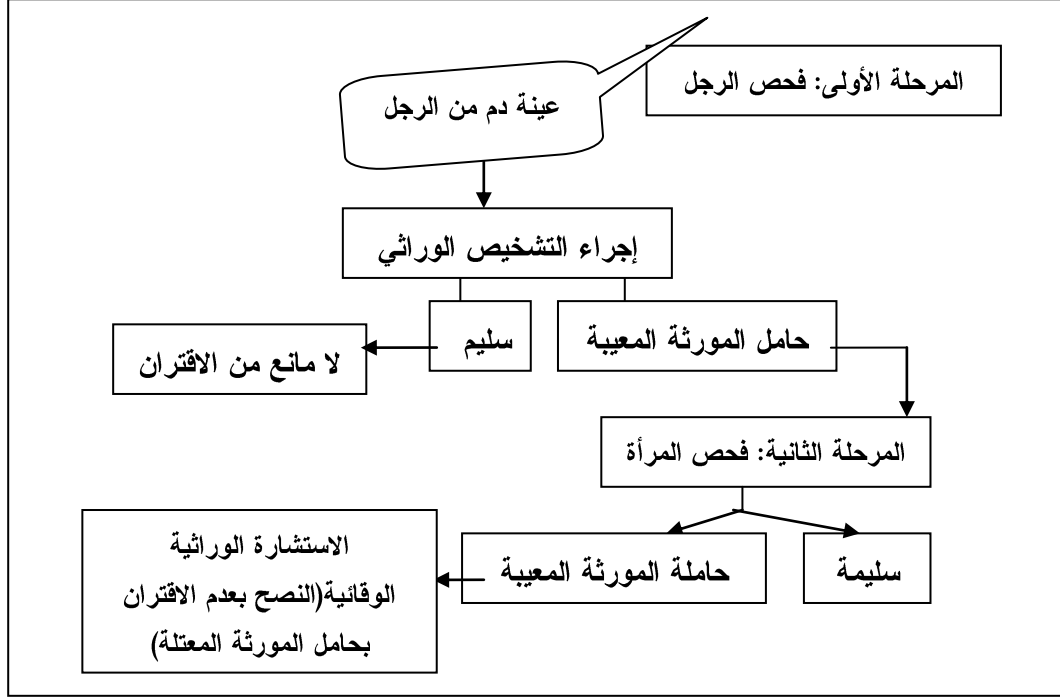 المرحلة الأولى: فحص الرجل
عينة دم من الرجل
إجراء التشخيص الوراثي
حامل المورثة المعيبة
سليم
لا مانع من الاقتران
المرحلة الثانية: فحص المرأة
سليمة
حاملة المورثة المعيبة
الاستشارة الوراثية
الوقائية(النصح بعدم الاقتران
بحامل المورثة المعتلة)